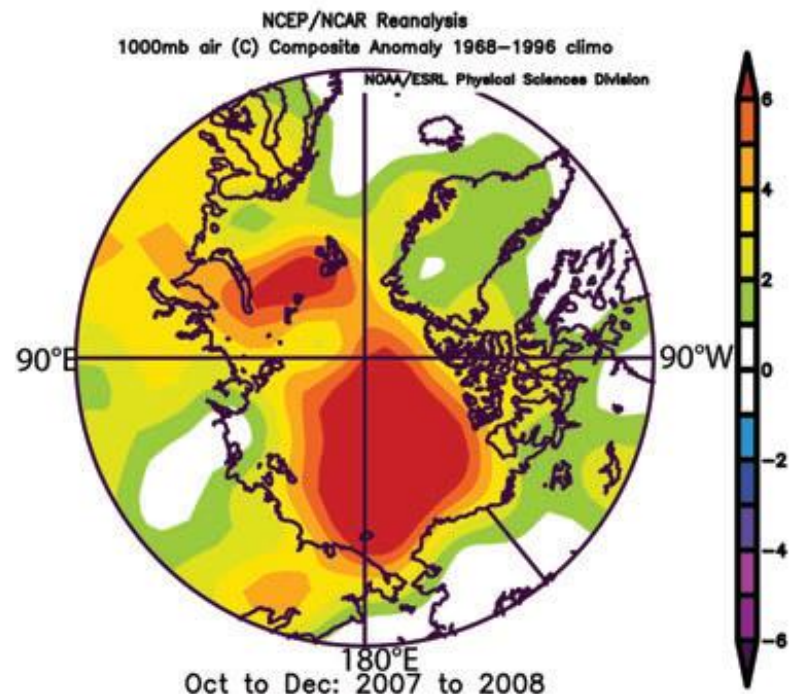 NCEP/NCAR Reanalysis
1000mb air (C) Composite Anomaly 1968-1996 climo
NOAA/ESRL Physical Sciences Division
6
4
2
0
-2
-4
-6
90°E
90°W
180°E
Oct to Dec: 2007 to 2008